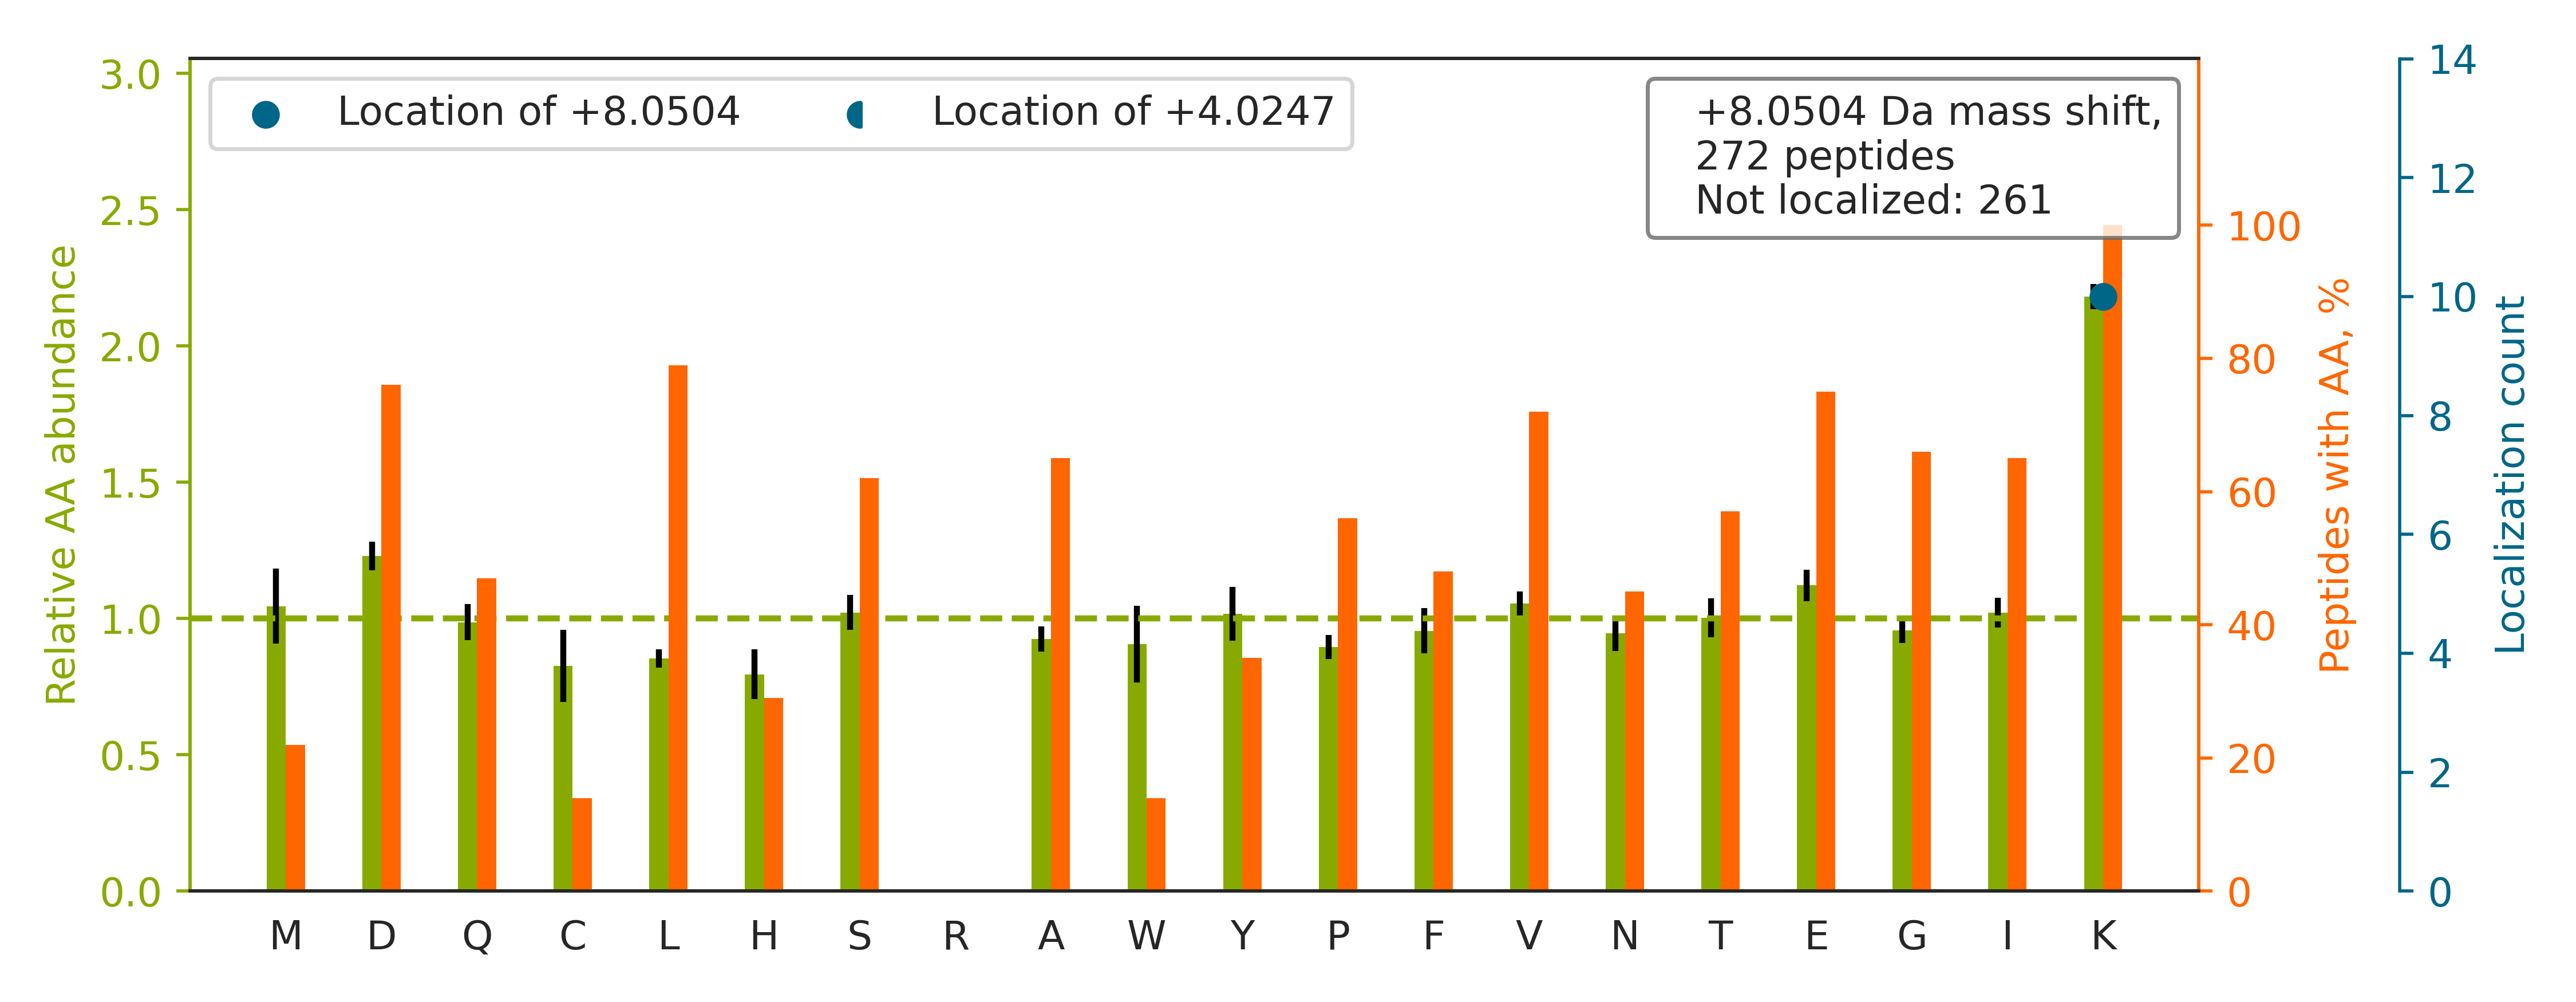 Location of +8.0504
Location of +4.0247
+8.0504 Da mass shift,
272 peptides
Not localized: 261
Relative AA abundance
3.0
2.5
2.0
1.5
1.0
0.5
0.0
M D Q C L H S R A W Y P F V N T E G I K
100
80
60
40
20
0
Peptides with AA, %
14
12
10
8
6
4
2
0
Localization count